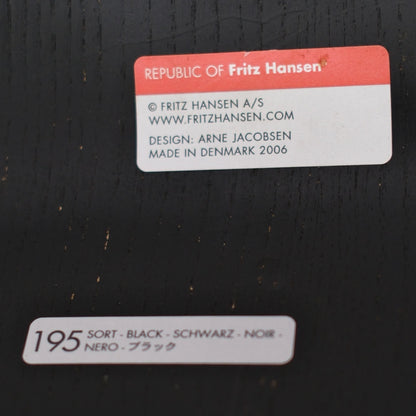 REPUBLIC OF Fritz Hansen
© FRITZ HANSEN A/S
WWW.FRITZHANSEN.COM
DESIGN: ARNE JACOBSEN
MADE IN DENMARK 2006
195 SORT - BLACK - SCHWARZ - NOIR -
NERO - ブラック